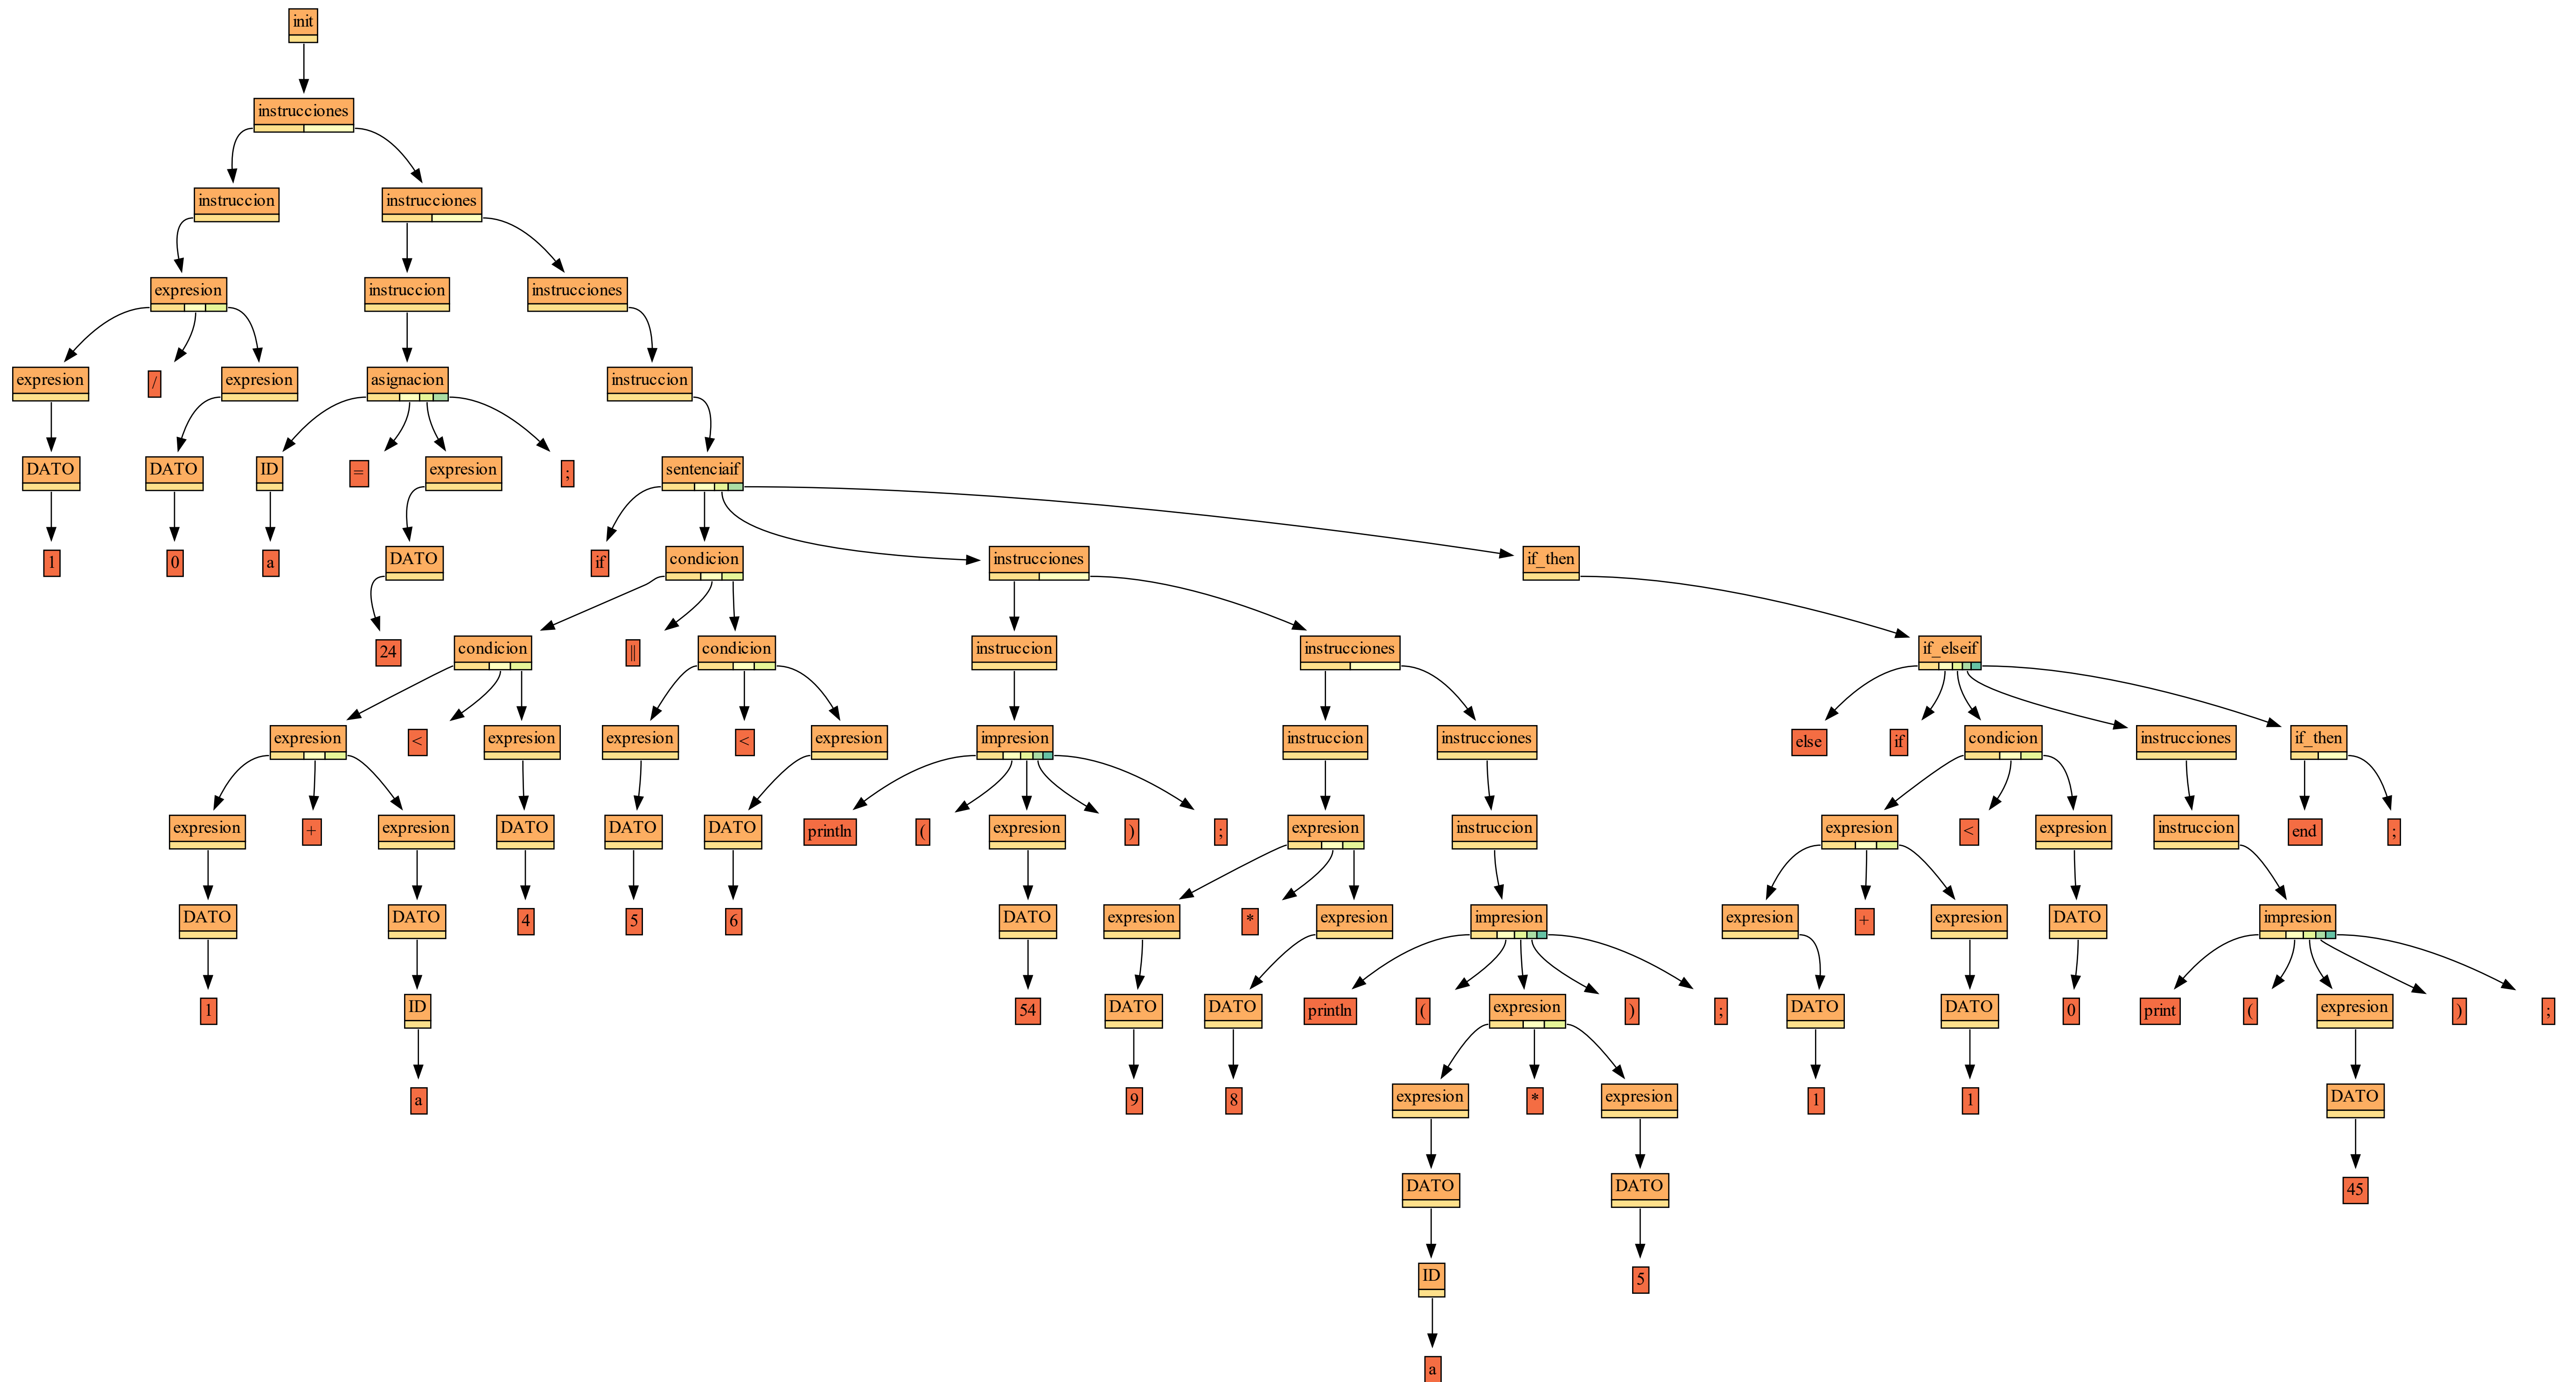 init
instrucciones
instruccion instrucciones
expresion instruccion instrucciones
expresion / expresion asignacion instruccion
DATO DATO ID = expresion ; sentenciaif
1 0 a DATO if condicion instrucciones if_then
24 condicion || condicion instruccion instrucciones if_elseif
expresion < expresion expresion < expresion impresion instruccion instrucciones else if condicion instrucciones if_then
expresion + expresion DATO DATO DATO println ( expresion ) ; expresion instruccion expresion < expresion instruccion end ;
DATO DATO 4 5 6 DATO expresion * expresion impresion expresion + expresion DATO impresion
1 ID 54 DATO DATO println ( expresion ) ; DATO DATO 0 print ( expresion ) ;
a 9 8 expresion * expresion 1 1 DATO
DATO DATO 45
ID 5
a